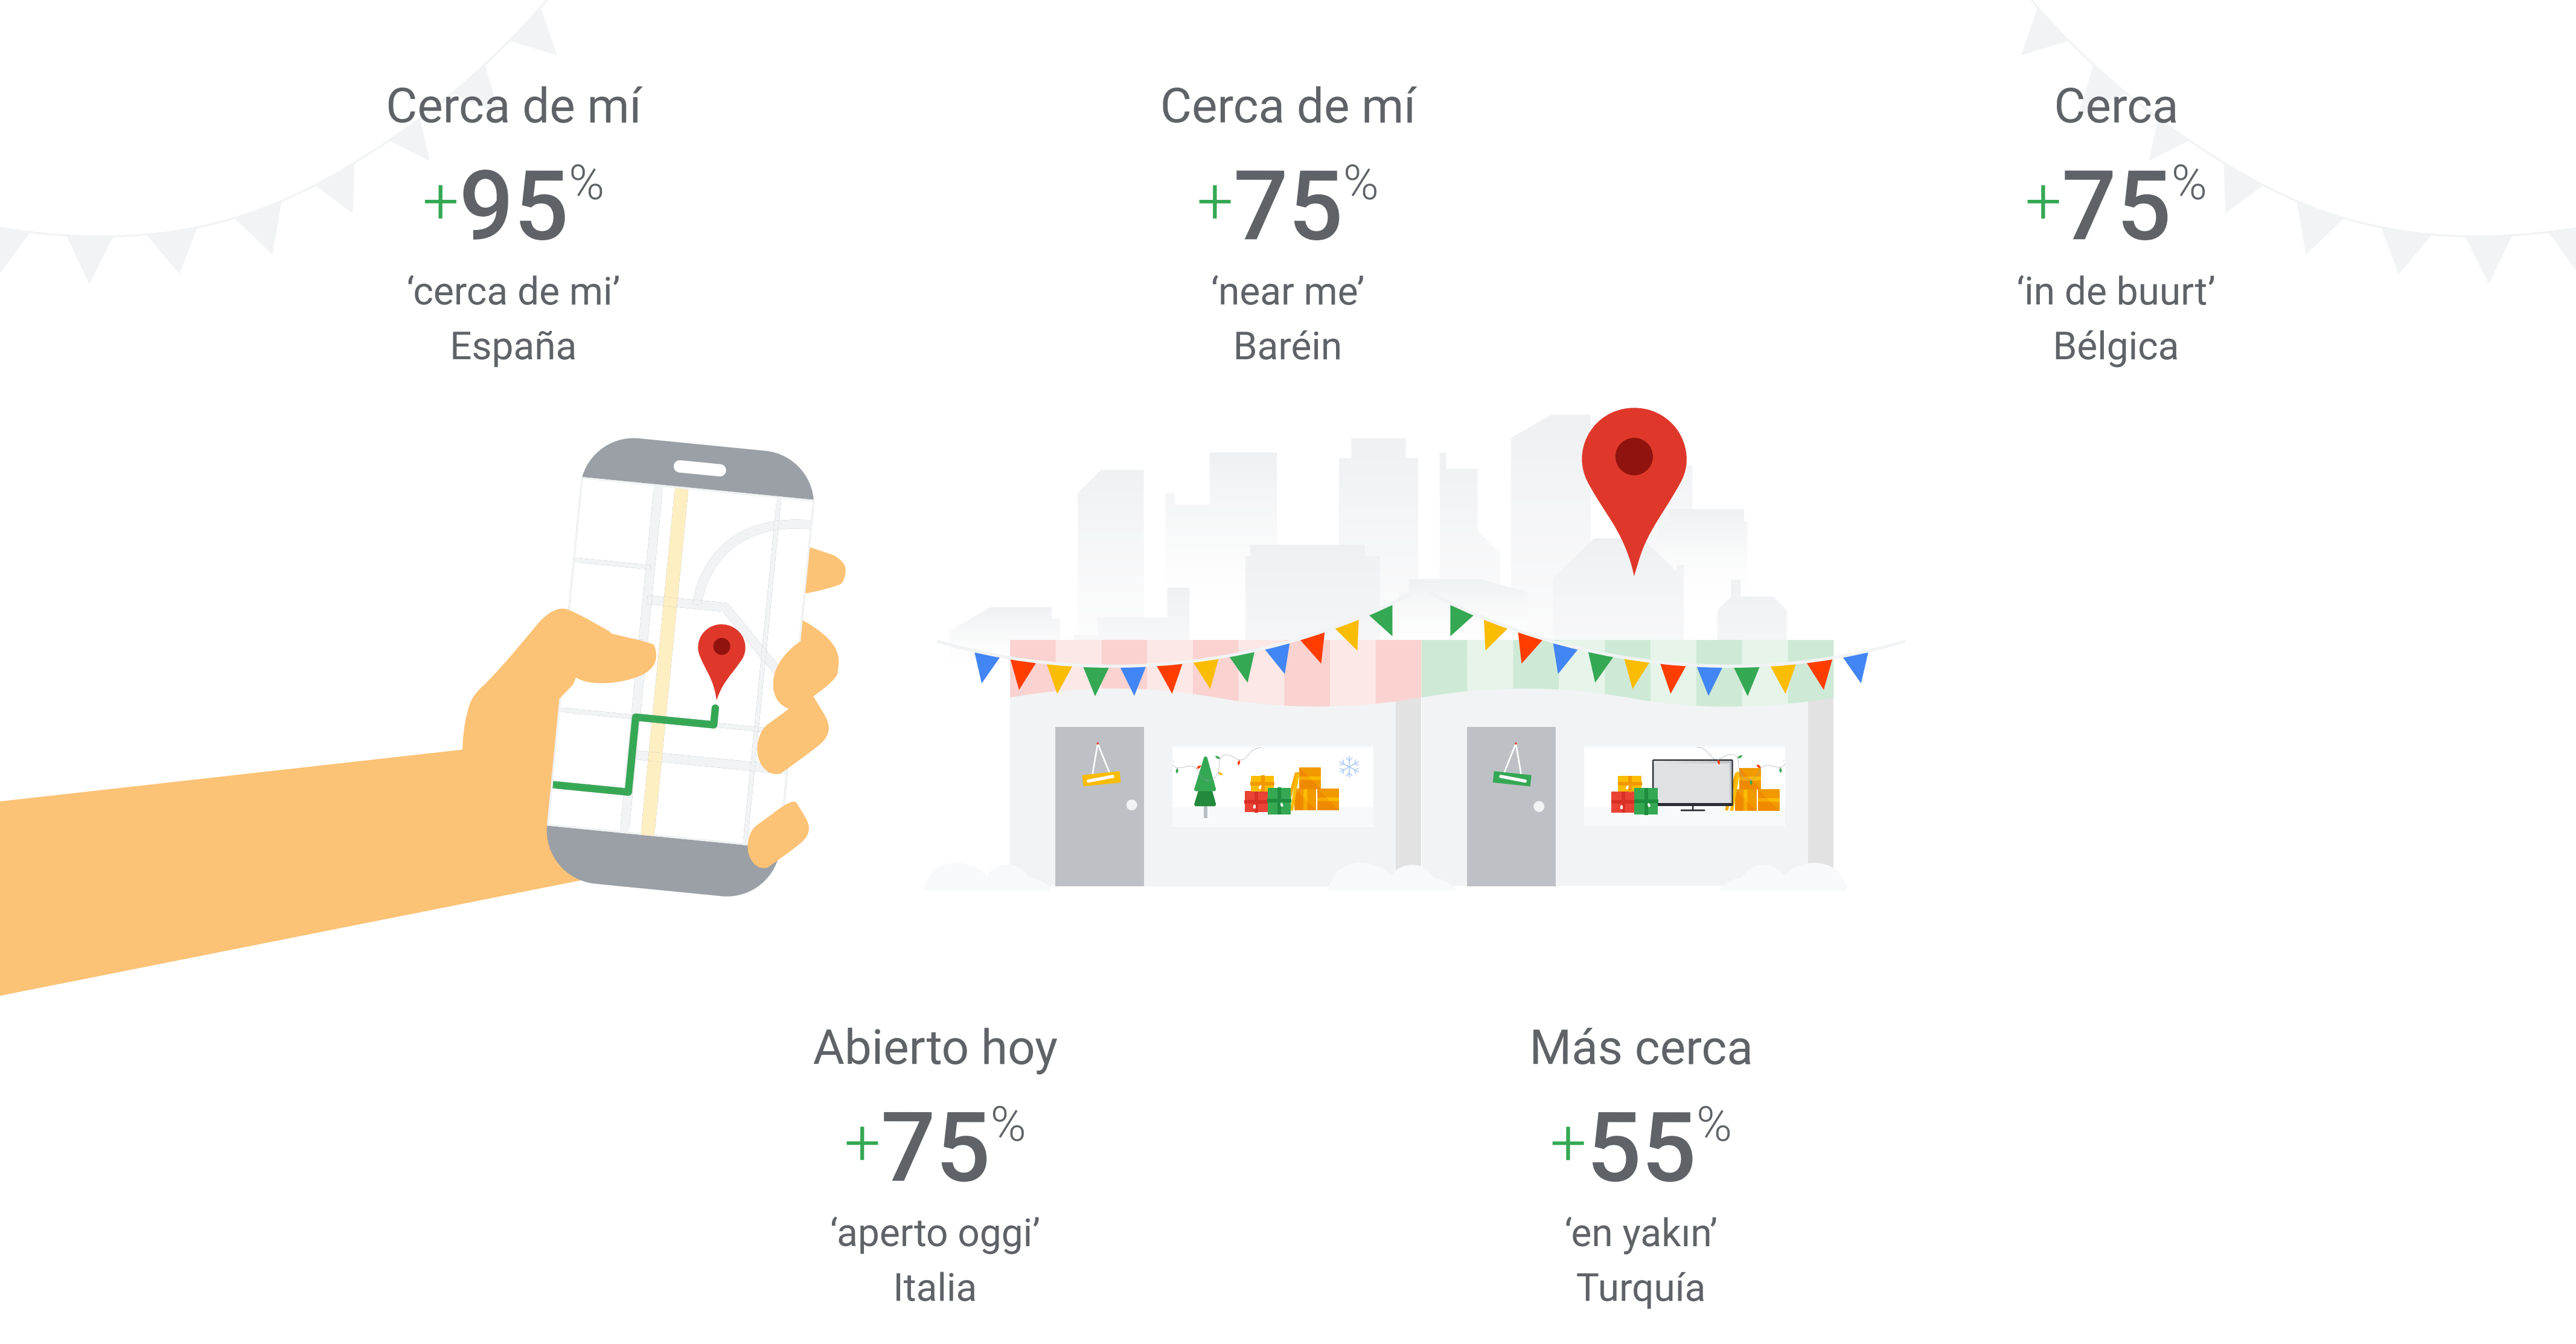 Cerca de mí
+95%
‘cerca de mi’
España
Cerca de mí
+75%
‘near me’
Baréin
Cerca
+75%
‘in de buurt’
Bélgica
Abierto hoy
+75%
‘aperto oggi’
Italia
Más cerca
+55%
‘en yakın’
Turquía